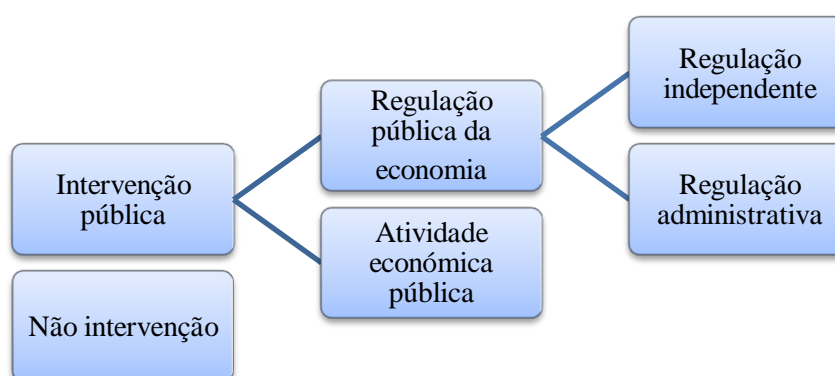 Intervenção
pública
Não intervenção
Regulação
pública da
economia
Atividade
económica
pública
Regulação
independente
Regulação
administrativa